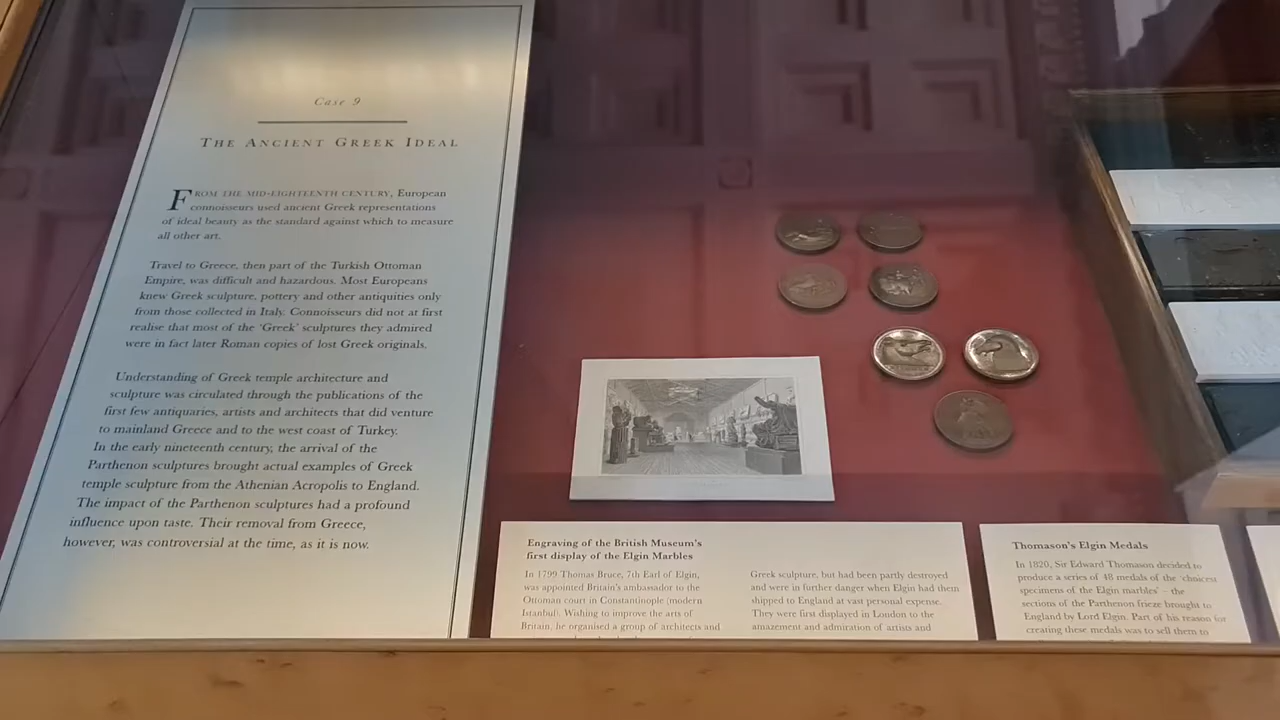 Case 9
THE ANCIENT GREEK IDEAL
FROM THE MID-EIGHTEENTH CENTURY, European
connoisseurs used ancient Greek representations
of ideal beauty as the standard against which to measure
all other art.
Travel to Greece, then part of the Turkish Ottoman
Empire, was difficult and hazardous. Most Europeans
knew Greek sculpture, pottery and other antiquities only
from those collected in Italy. Connoisseurs did not at first
realise that most of the ‘Greek’ sculptures they admired
were in fact later Roman copies of lost Greek originals.
Understanding of Greek temple architecture and
sculpture was circulated through the publications of the
first few antiquaries, artists and architects that did venture
to mainland Greece and to the west coast of Turkey.
In the early nineteenth century, the arrival of the
Parthenon sculptures brought actual examples of Greek
temple sculpture from the Athenian Acropolis to England.
The impact of the Parthenon sculptures had a profound
influence upon taste. Their removal from Greece,
however, was controversial at the time, as it is now.
Engraving of the British Museum's
first display of the Elgin Marbles
In 1799 Thomas Bruce, 7th Earl of Elgin,
was appointed Britain's ambassador to the
Ottoman court in Constantinople (modern
Istanbul). Wishing to improve the arts of
Britain, he organised a group of architects and
Greek sculpture, but had been partly destroyed
and were in further danger when Elgin had them
shipped to England at vast personal expense.
They were first displayed in London to the
amazement and admiration of artists and
Thomason's Elgin Medals
In 1820, Sir Edward Thomason decided to
produce a series of 48 medals of the ‘choicest
specimens of the Elgin marbles’ – the
sections of the Parthenon frieze brought to
England by Lord Elgin. Part of his reason for
creating these medals was to sell them to